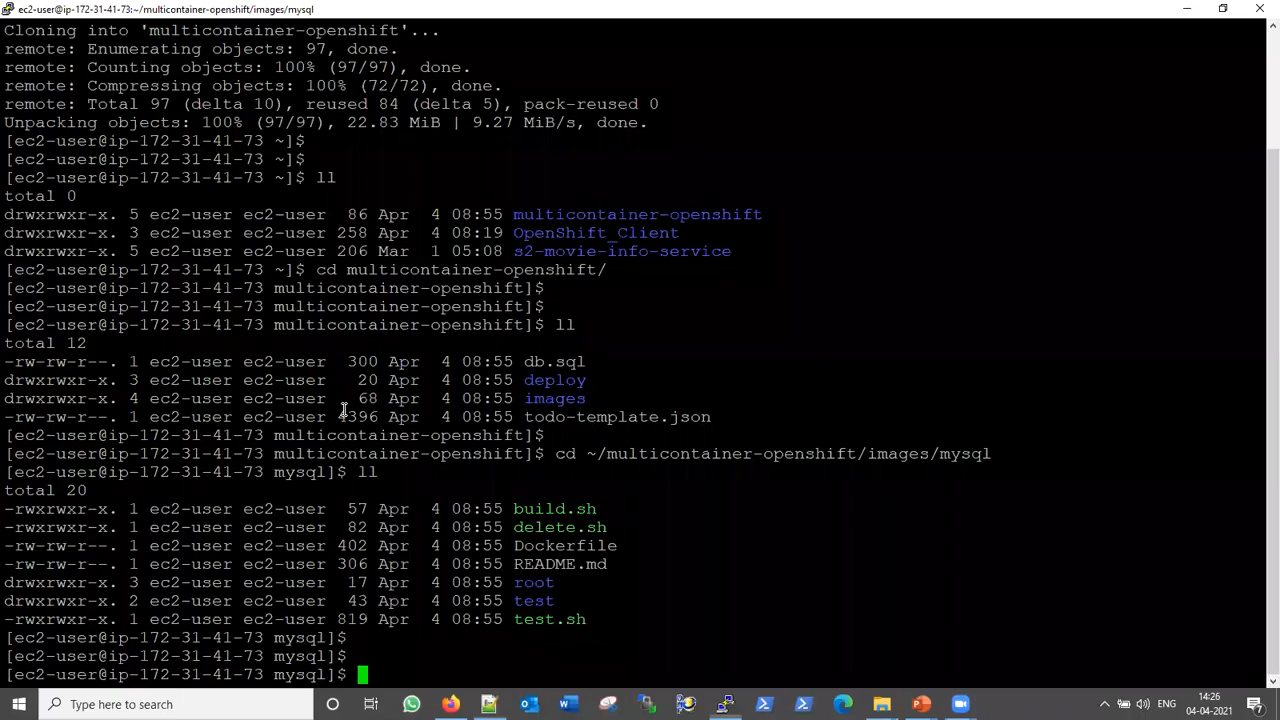 ec2-user@ip-172-31-41-73:~/multicontainer-openshift/images/mysql
Cloning into 'multicontainer-openshift'...
remote: Enumerating objects: 97, done.
remote: Counting objects: 100% (97/97), done.
remote: Compressing objects: 100% (72/72), done.
remote: Total 97 (delta 10), reused 84 (delta 5), pack-reused 0
Unpacking objects: 100% (97/97), 22.83 MiB | 9.27 MiB/s, done.
[ec2-user@ip-172-31-41-73 ~]$
[ec2-user@ip-172-31-41-73 ~]$
[ec2-user@ip-172-31-41-73 ~]$ ll
total 0
drwxrwxr-x. 5 ec2-user ec2-user  86 Apr  4 08:55 multicontainer-openshift
drwxrwxr-x. 3 ec2-user ec2-user 258 Apr  4 08:19 OpenShift_Client
drwxrwxr-x. 5 ec2-user ec2-user 206 Mar  1 05:08 s2-movie-info-service
[ec2-user@ip-172-31-41-73 ~]$ cd multicontainer-openshift/
[ec2-user@ip-172-31-41-73 multicontainer-openshift]$
[ec2-user@ip-172-31-41-73 multicontainer-openshift]$
[ec2-user@ip-172-31-41-73 multicontainer-openshift]$ ll
total 12
-rw-rw-r--. 1 ec2-user ec2-user  300 Apr  4 08:55 db.sql
drwxrwxr-x. 3 ec2-user ec2-user   20 Apr  4 08:55 deploy
drwxrwxr-x. 4 ec2-user ec2-user   68 Apr  4 08:55 images
-rw-rw-r--. 1 ec2-user ec2-user 4396 Apr  4 08:55 todo-template.json
[ec2-user@ip-172-31-41-73 multicontainer-openshift]$
[ec2-user@ip-172-31-41-73 multicontainer-openshift]$ cd ~/multicontainer-openshift/images/mysql
[ec2-user@ip-172-31-41-73 mysql]$ ll
total 20
-rwxrwxr-x. 1 ec2-user ec2-user  57 Apr  4 08:55 build.sh
-rwxrwxr-x. 1 ec2-user ec2-user  82 Apr  4 08:55 delete.sh
-rw-rw-r--. 1 ec2-user ec2-user 402 Apr  4 08:55 Dockerfile
-rw-rw-r--. 1 ec2-user ec2-user 306 Apr  4 08:55 README.md
drwxrwxr-x. 3 ec2-user ec2-user  17 Apr  4 08:55 root
drwxrwxr-x. 2 ec2-user ec2-user  43 Apr  4 08:55 test
-rwxrwxr-x. 1 ec2-user ec2-user 819 Apr  4 08:55 test.sh
[ec2-user@ip-172-31-41-73 mysql]$
[ec2-user@ip-172-31-41-73 mysql]$
[ec2-user@ip-172-31-41-73 mysql]$
Type here to search
14:26
04-04-2021